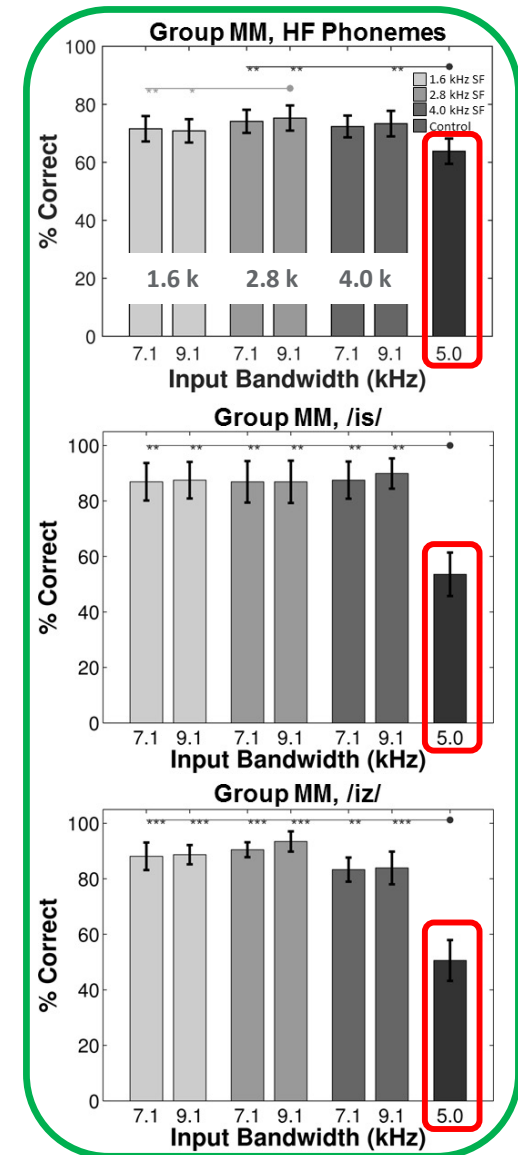 Group MM, HF Phonemes
100
** ** **
1.6 kHz SF
** *
2.8 kHz SF
80
4.0 kHz SF
Control
60
% Correct
40
20
1.6 k 2.8 k 4.0 k
0
7.1 9.1 7.1 9.1 7.1 9.1 5.0
Input Bandwidth (kHz)
Group MM, /is/
100
** ** ** ** ** **
80
60
% Correct
40
20
0
7.1 9.1 7.1 9.1 7.1 9.1 5.0
Input Bandwidth (kHz)
Group MM, /iz/
100
*** *** *** *** ** ***
80
60
% Correct
40
20
0
7.1 9.1 7.1 9.1 7.1 9.1 5.0
Input Bandwidth (kHz)